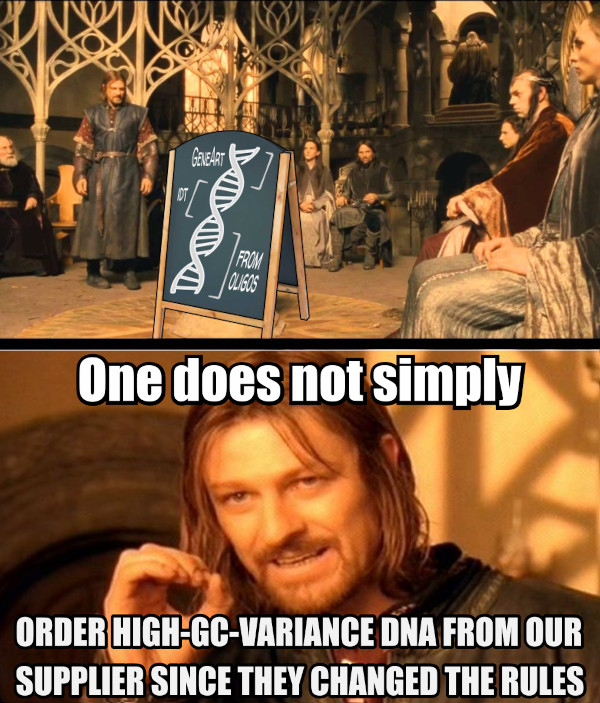 GENEART
IDT
FROM
OLIGOS
One does not simply
ORDER HIGH-GC-VARIANCE DNA FROM OUR
SUPPLIER SINCE THEY CHANGED THE RULES